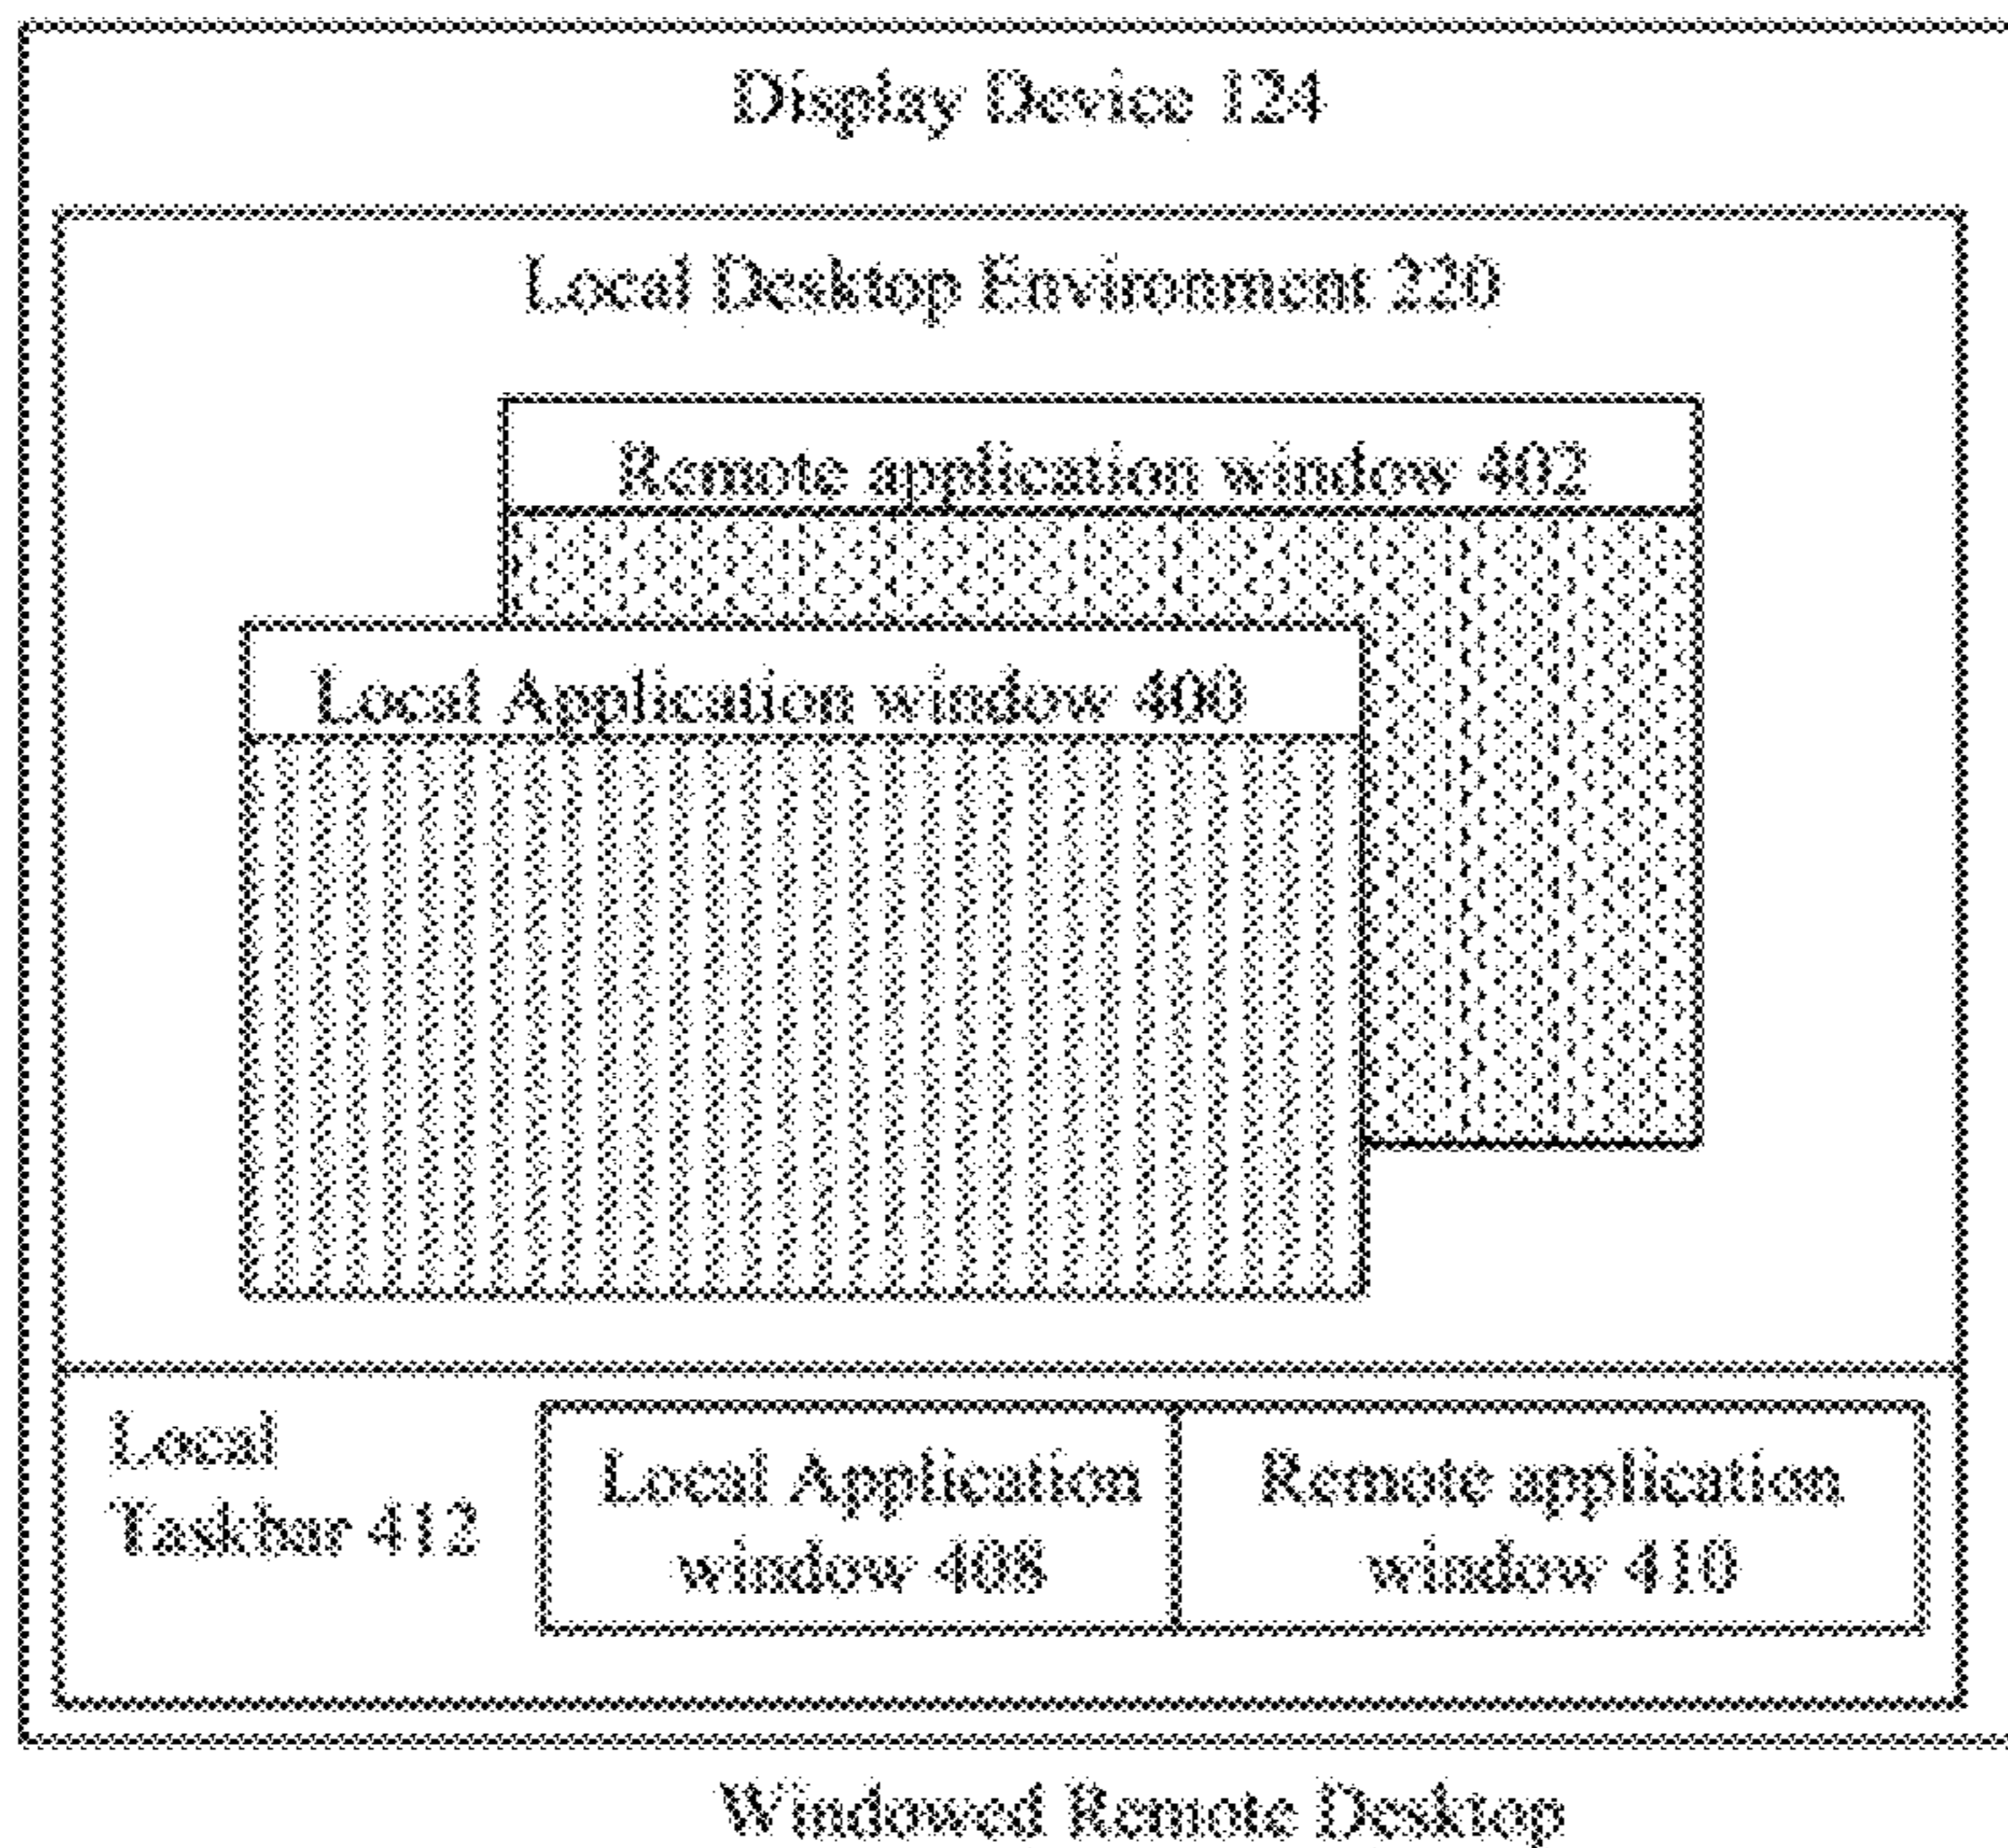 Display Device 124
Local Desktop Environment 220
Remote application window 402
Local Application window 400
Local
Taskbar 412
Local Application
window 408
Remote application
window 410
Windowed Remote Desktop